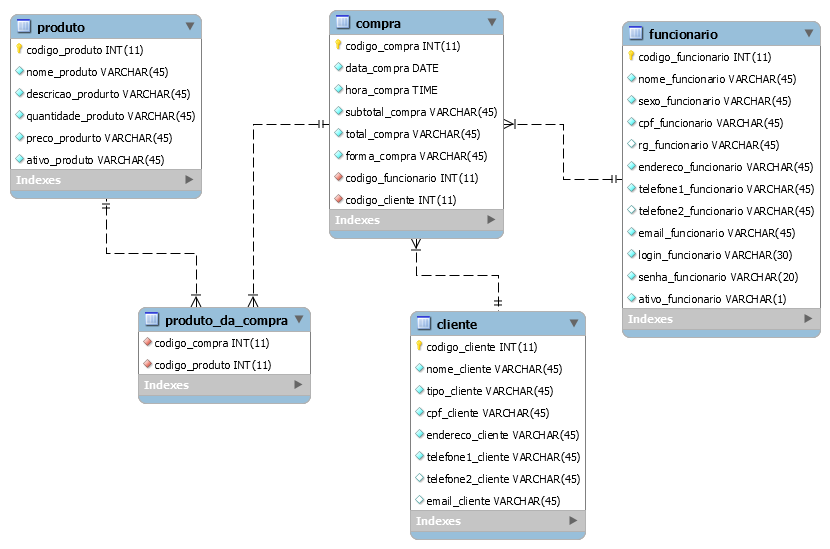 produto
codigo_produto INT(11)
nome_produto VARCHAR(45)
descricao_produrto VARCHAR(45)
quantidade_produto VARCHAR(45)
preco_produrto VARCHAR(45)
ativo_produto VARCHAR(45)
Indexes
compra
codigo_compra INT(11)
data_compra DATE
hora_compra TIME
subtotal_compra VARCHAR(45)
total_compra VARCHAR(45)
forma_compra VARCHAR(45)
codigo_funcionario INT(11)
codigo_cliente INT(11)
Indexes
funcionario
codigo_funcionario INT(11)
nome_funcionario VARCHAR(45)
sexo_funcionario VARCHAR(45)
cpf_funcionario VARCHAR(45)
rg_funcionario VARCHAR(45)
endereco_funcionario VARCHAR(45)
telefone1_funcionario VARCHAR(45)
telefone2_funcionario VARCHAR(45)
email_funcionario VARCHAR(45)
login_funcionario VARCHAR(30)
senha_funcionario VARCHAR(20)
ativo_funcionario VARCHAR(1)
Indexes
produto_da_compra
codigo_compra INT(11)
codigo_produto INT(11)
Indexes
cliente
codigo_cliente INT(11)
nome_cliente VARCHAR(45)
tipo_cliente VARCHAR(45)
cpf_cliente VARCHAR(45)
endereco_cliente VARCHAR(45)
telefone1_cliente VARCHAR(45)
telefone2_cliente VARCHAR(45)
email_cliente VARCHAR(45)
Indexes